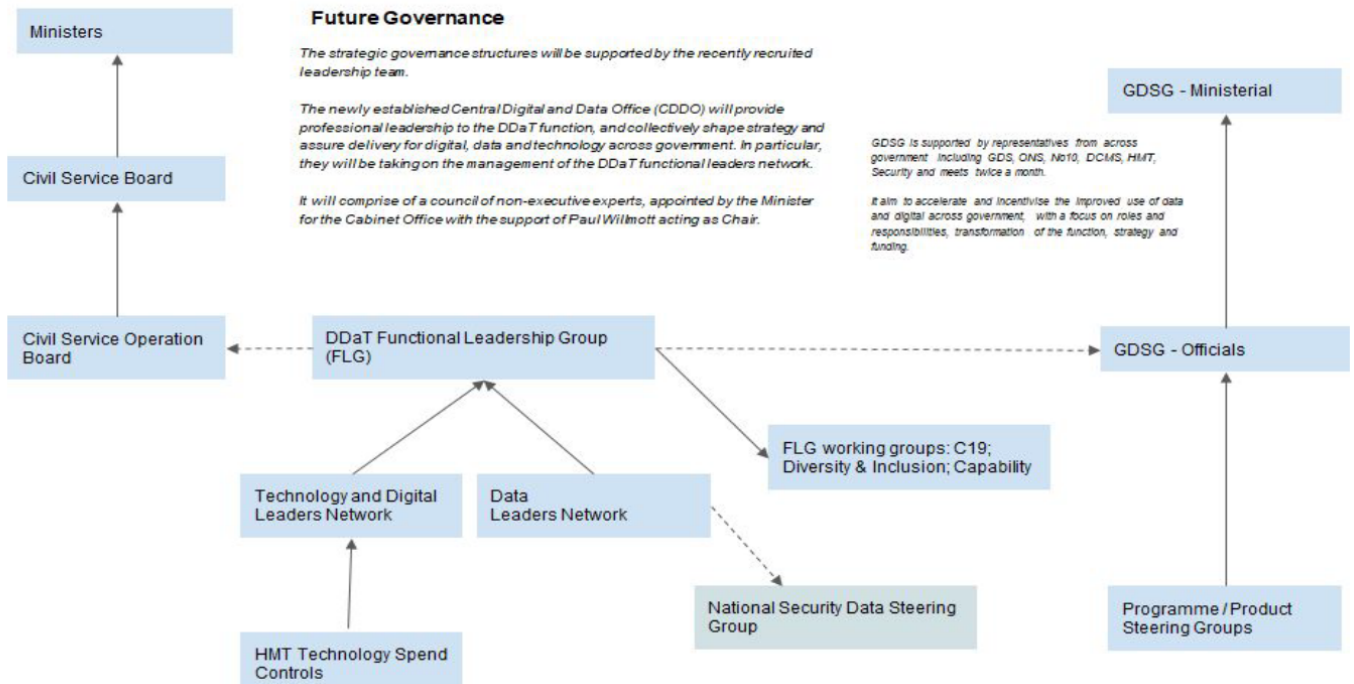 Future Governance
Ministers
The strategic governance structures will be supported by the recently recruited
leadership team.
The newly established Central Digital and Data Office (CDDO) will provide
professional leadership to the DDaT function, and collectively shape strategy and
assure delivery for digital, data and technology across government. In particular,
they will be taking on the management of the DDaT functional leaders network.
It will comprise of a council of non-executive experts, appointed by the Minister
for the Cabinet Office with the support of Paul Willmott acting as Chair.
GDSG - Ministerial
GDSG is supported by representatives from across
government including GDS, ONS, No10, DCMS, HMT,
Security and meets twice a month.
It aim to accelerate and incentivise the improved use of data
and digital across government, with a focus on roles and
responsibilities, transformation of the function, strategy and
funding.
Civil Service Board
Civil Service Operation
Board
DDaT Functional Leadership Group
(FLG)
GDSG - Officials
FLG working groups: C19;
Diversity & Inclusion; Capability
Technology and Digital
Leaders Network
Data
Leaders Network
National Security Data Steering
Group
Programme / Product
Steering Groups
HMT Technology Spend
Controls